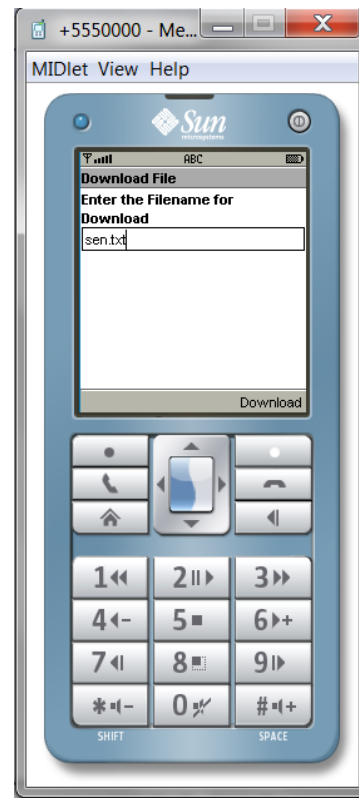 +5550000 - Me...
MIDlet View Help
Sun
microsystems
ABC
Download File
Enter the Filename for
Download
sen.txt
Download
1 2 3
4 - 5 6 +
7 8 9
* - 0 # +
SHIFT SPACE